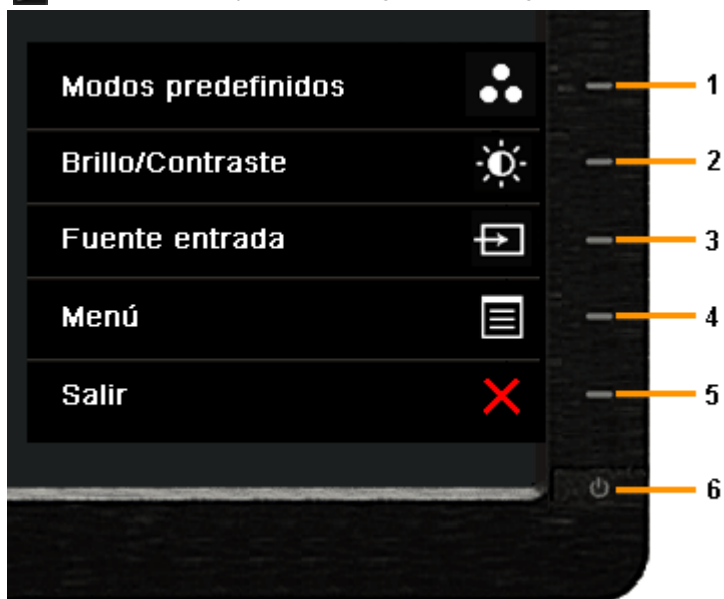 Modos predefinidos 1
Brillo/Contraste 2
Fuente entrada 3
Menú 4
Salir 5
6